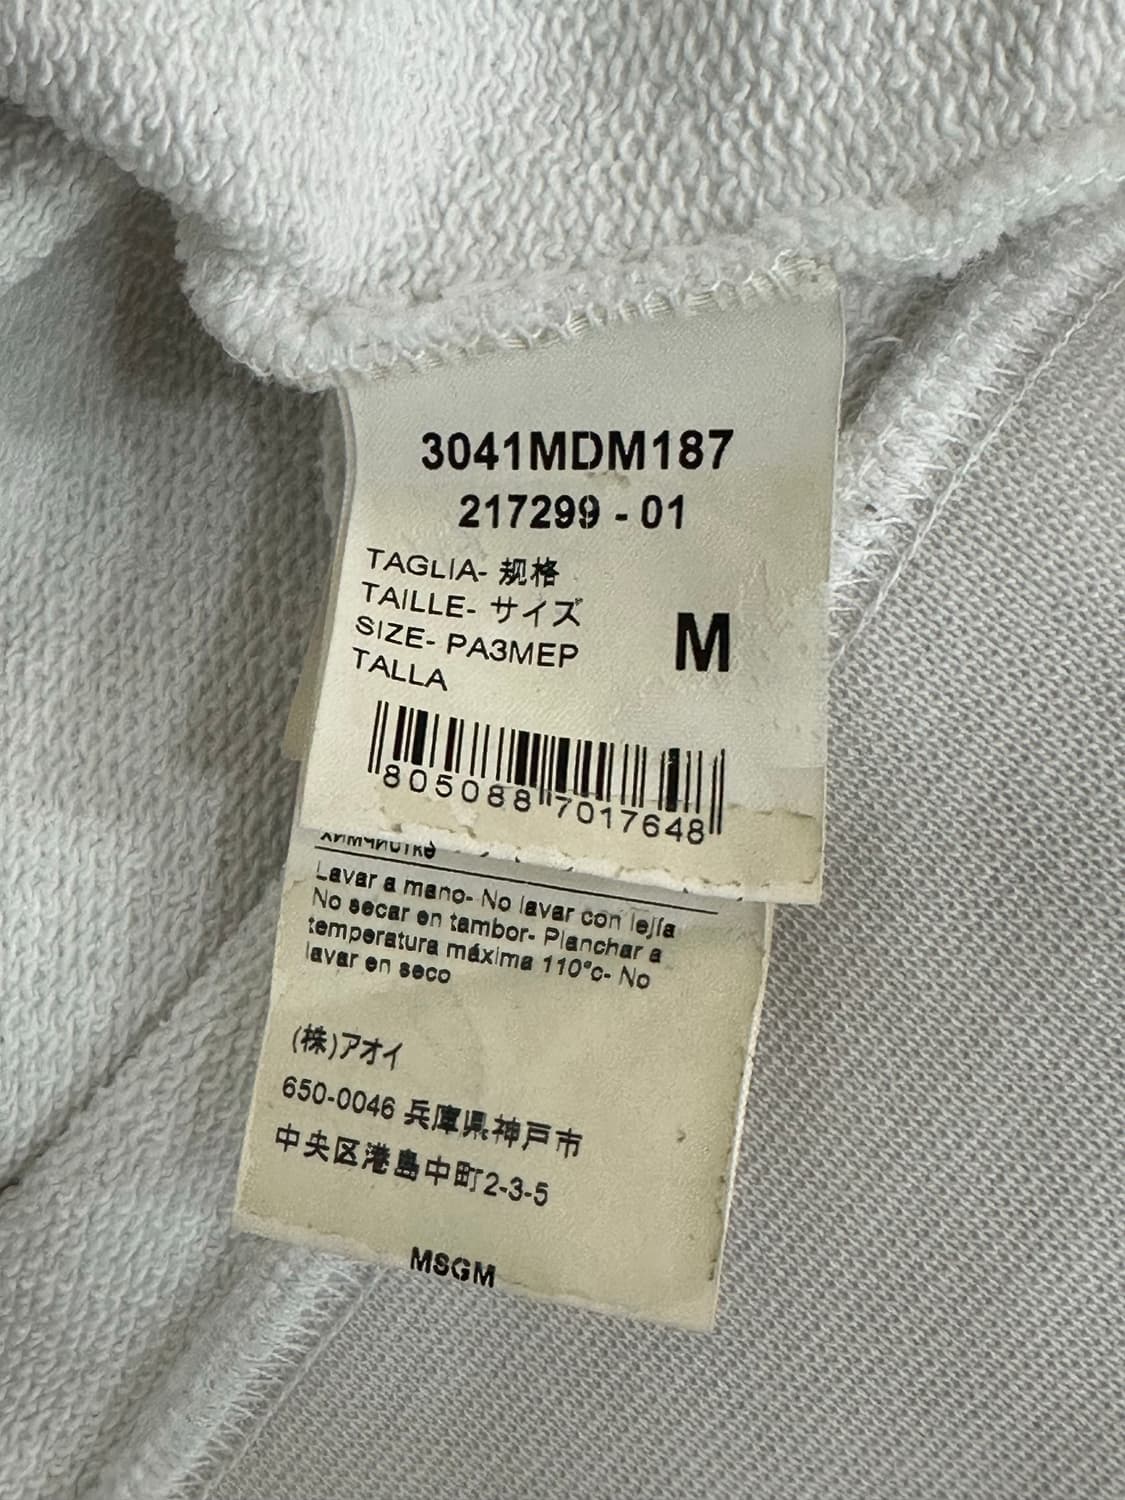 3041MDM187
217299 - 01
TAGLIA- 规格
TAILLE- サイズ
SIZE- РАЗМЕР
TALLA
M
8050887017648
химчистке
Lavar a mano- No lavar con lejía
No secar en tambor- Planchar a
temperatura máxima 110°c- No
lavar en seco
(株)アオイ
650-0046 兵庫県神戸市
中央区港島中町2-3-5
MSGM